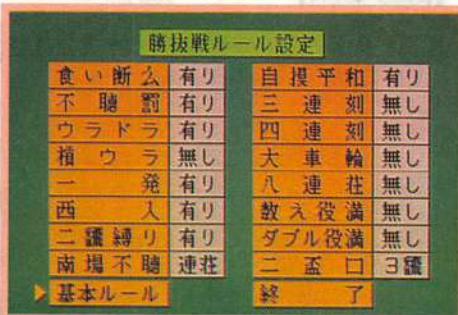 勝抜戦ルール設定
食い断么 有り 自摸平和 有り
不聴罰 有り 三連刻 無し
ウラドラ 有り 四連刻 無し
槓ウラ 無し 大車輪 無し
一発 有り 八連荘 無し
西入 有り 数え役満 無し
二飜縛り 有り ダブル役満 無し
南場不聴 連荘 二盃口 3飜
基本ルール 終了